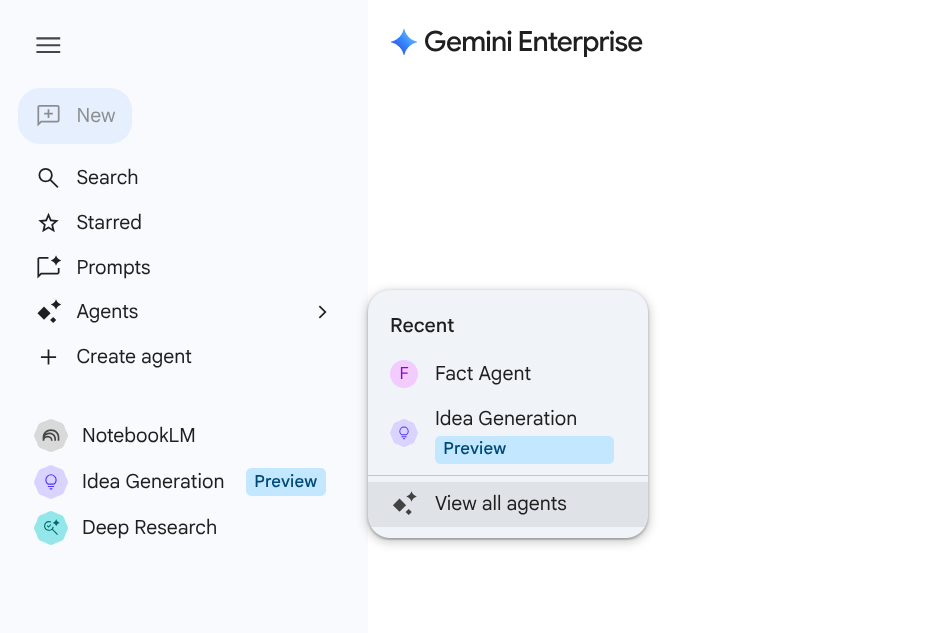 Gemini Enterprise
New
Search
Starred
Prompts
Agents
Create agent
NotebookLM
Idea Generation Preview
Deep Research
Recent
F Fact Agent
Idea Generation
Preview
View all agents